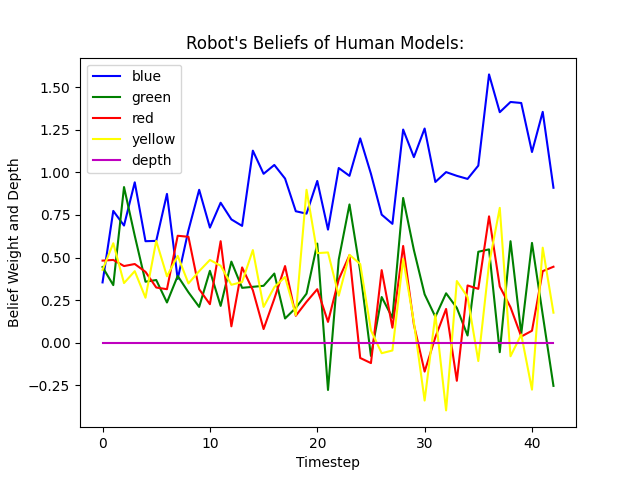 Robot's Beliefs of Human Models:
blue
green
red
yellow
depth
Belief Weight and Depth
1.50
1.25
1.00
0.75
0.50
0.25
0.00
−0.25
0
10
20
30
40
Timestep